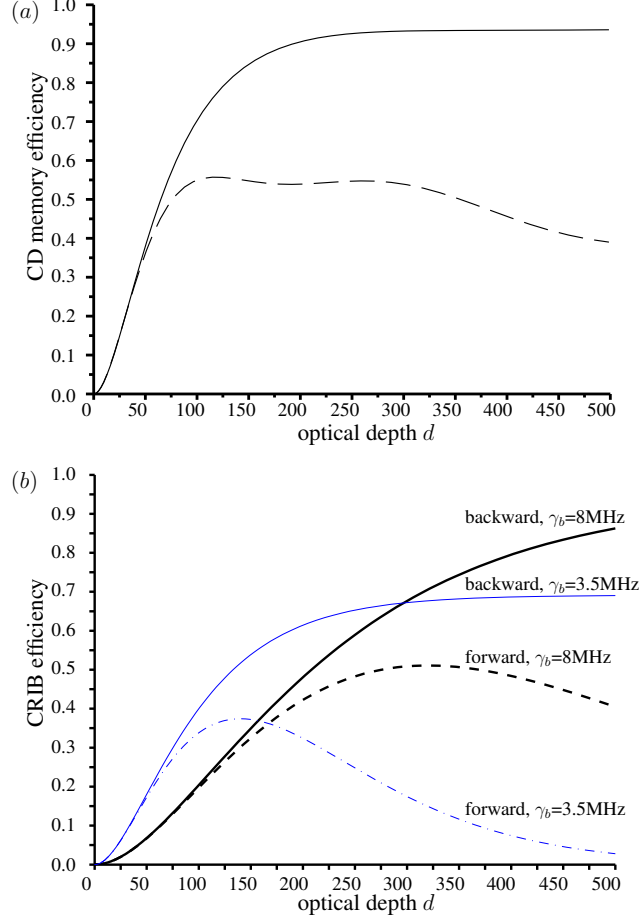 (a)
CD memory efficiency
1.0
0.9
0.8
0.7
0.6
0.5
0.4
0.3
0.2
0.1
0.0
0 50 100 150 200 250 300 350 400 450 500
optical depth d
(b)
CRIB efficiency
1.0
0.9
0.8
0.7
0.6
0.5
0.4
0.3
0.2
0.1
0.0
backward, γb=8MHz
backward, γb=3.5MHz
forward, γb=8MHz
forward, γb=3.5MHz
0 50 100 150 200 250 300 350 400 450 500
optical depth d